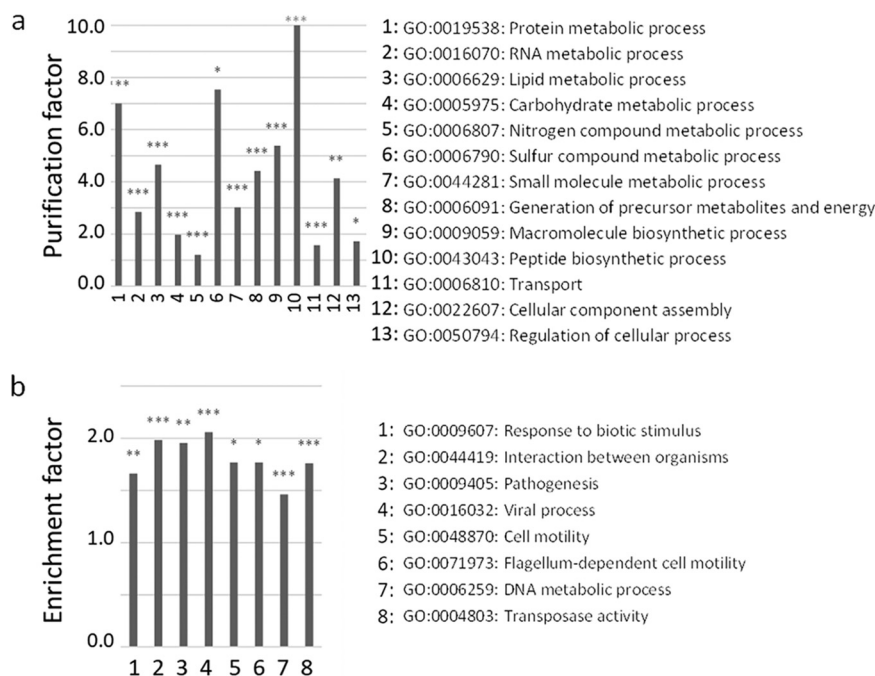 a
Purification factor
10.0
8.0
6.0
4.0
2.0
0.0
***
***
***
***
***
*
***
***
***
***
***
**
*
1 2 3 4 5 6 7 8 9 10 11 12 13
1: GO:0019538: Protein metabolic process
2: GO:0016070: RNA metabolic process
3: GO:0006629: Lipid metabolic process
4: GO:0005975: Carbohydrate metabolic process
5: GO:0006807: Nitrogen compound metabolic process
6: GO:0006790: Sulfur compound metabolic process
7: GO:0044281: Small molecule metabolic process
8: GO:0006091: Generation of precursor metabolites and energy
9: GO:0009059: Macromolecule biosynthetic process
10: GO:0043043: Peptide biosynthetic process
11: GO:0006810: Transport
12: GO:0022607: Cellular component assembly
13: GO:0050794: Regulation of cellular process
b
Enrichment factor
2.0
1.0
0.0
**
***
**
***
*
*
***
***
1 2 3 4 5 6 7 8
1: GO:0009607: Response to biotic stimulus
2: GO:0044419: Interaction between organisms
3: GO:0009405: Pathogenesis
4: GO:0016032: Viral process
5: GO:0048870: Cell motility
6: GO:0071973: Flagellum-dependent cell motility
7: GO:0006259: DNA metabolic process
8: GO:0004803: Transposase activity